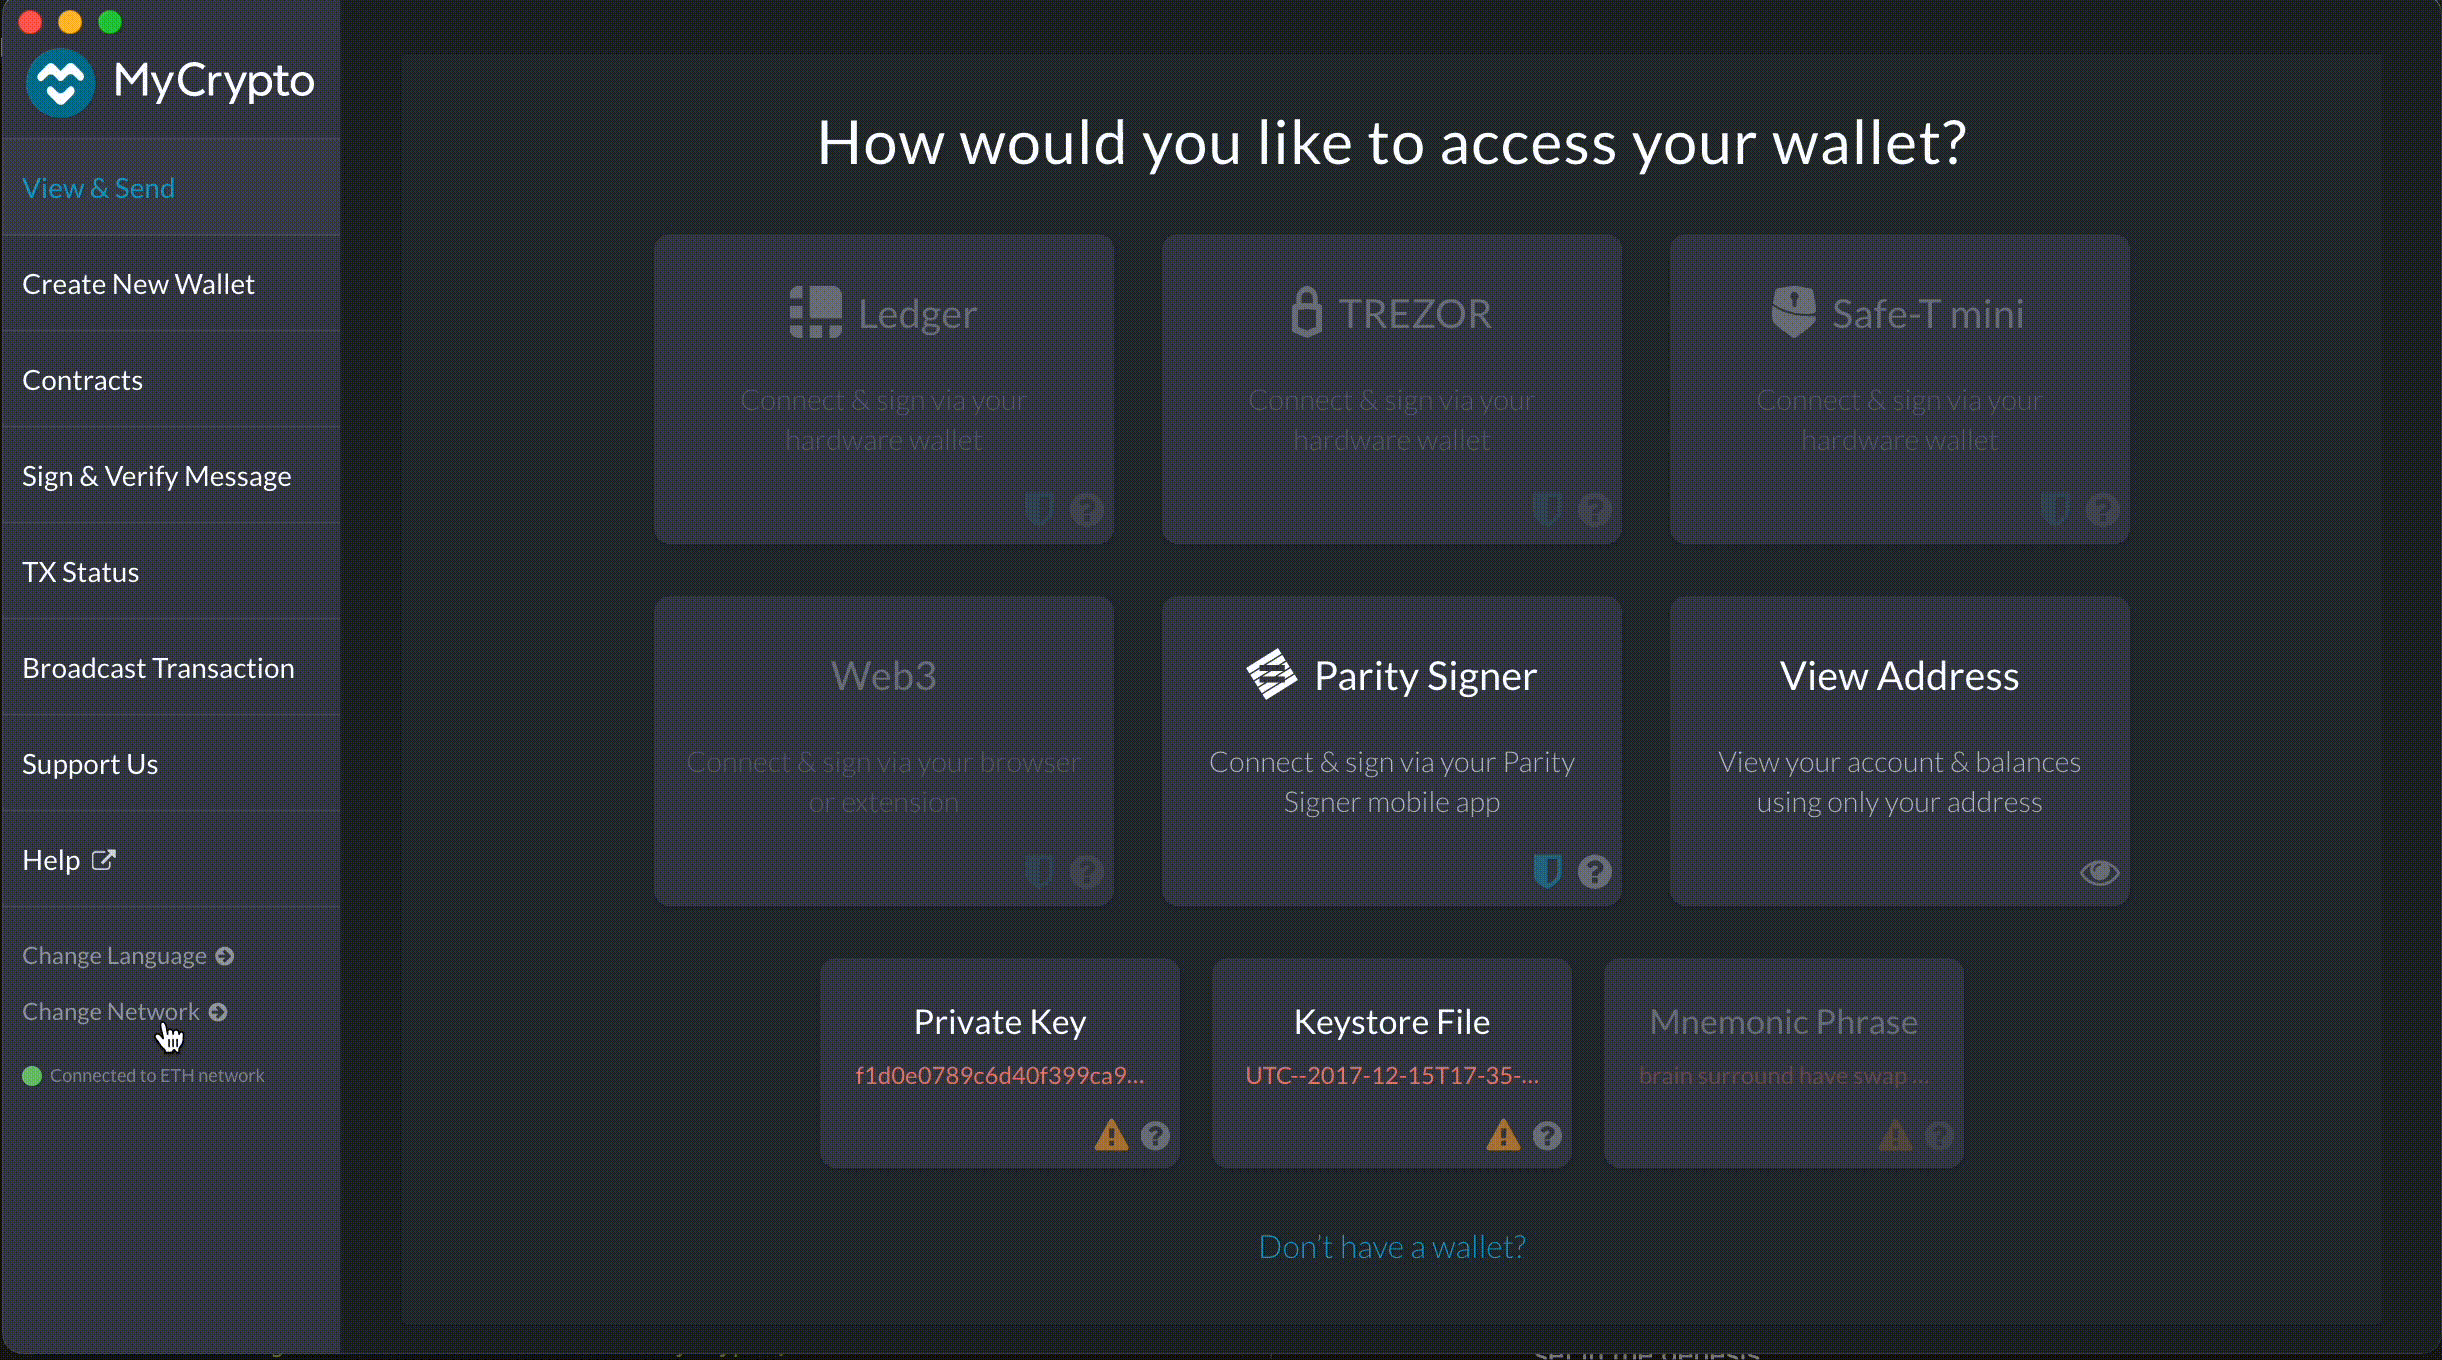 MyCrypto
View & Send
Create New Wallet
Contracts
Sign & Verify Message
TX Status
Broadcast Transaction
Support Us
Help
Change Language
Change Network
Connected to ETH network
How would you like to access your wallet?
Ledger
Connect & sign via your
hardware wallet
TREZOR
Connect & sign via your
hardware wallet
Safe-T mini
Connect & sign via your
hardware wallet
Web3
Connect & sign via your browser
or extension
Parity Signer
Connect & sign via your Parity
Signer mobile app
View Address
View your account & balances
using only your address
Private Key
f1d0e0789c6d40f399ca9...
Keystore File
UTC--2017-12-15T17-35-...
Mnemonic Phrase
brain surround have swap ...
Don't have a wallet?